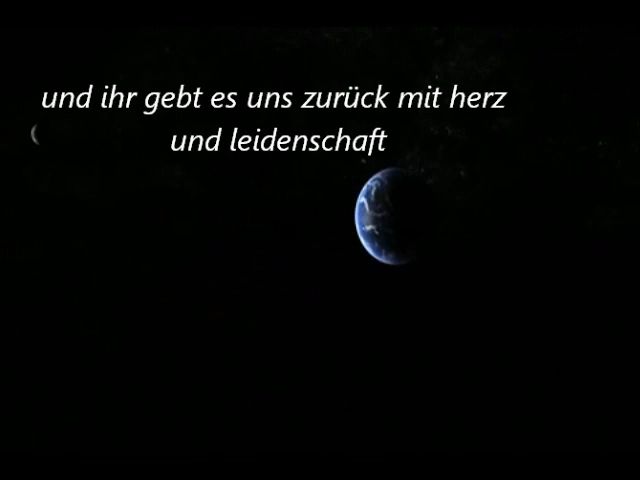 und ihr gebt es uns zurück mit herz
und leidenschaft